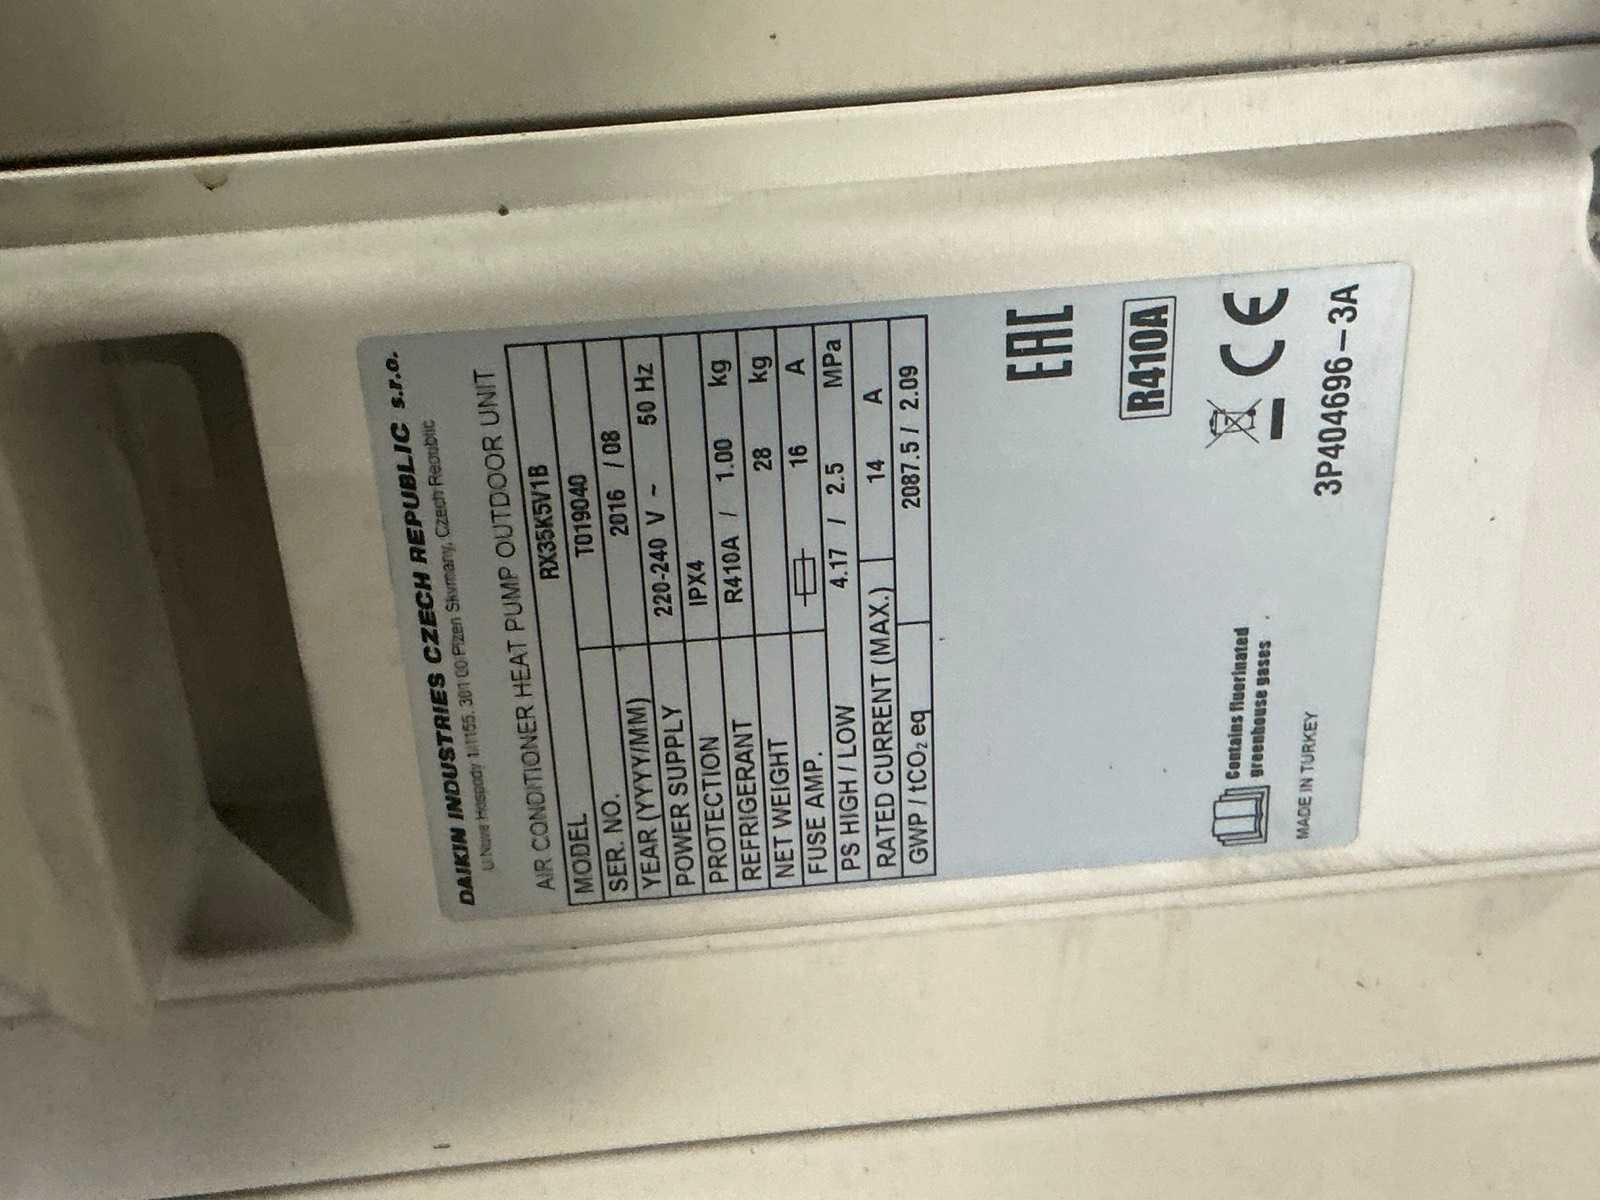 DAIKIN INDUSTRIES CZECH REPUBLIC s.r.o.
U Nové Hospody 1/1155, 301 00 Plzen Skvrnany, Czech Republic
AIR CONDITIONER HEAT PUMP OUTDOOR UNIT
MODEL RX35K5V1B
SER. NO. T019040
YEAR (YYYY/MM) 2016 / 08
POWER SUPPLY 220-240 V ~ 50 Hz
PROTECTION IPX4
REFRIGERANT R410A / 1.00 kg
NET WEIGHT 28 kg
FUSE AMP. 16 A
PS HIGH / LOW 4.17 / 2.5 MPa
RATED CURRENT (MAX.) 14 A
GWP / tCO₂ eq 2087.5 / 2.09
EAC
R410A
Contains fluorinated
greenhouse gases
CE
MADE IN TURKEY
3P404696-3A